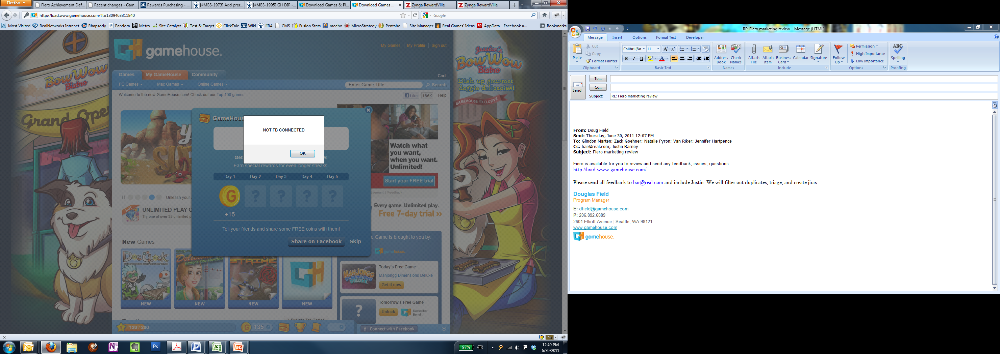 Firefox
Fiero Achievement Def...
Recent changes - Gam...
Rewards Purchasing - ...
[#MBS-1973] Add prer...
[#MBS-1995] GH DIP -...
Download Games & Pl...
Download Games ...
Zynga RewardVille
Zynga RewardVille
http://load.www.gamehouse.com/?t=1309463311840
Google
Most Visited RealNetworks Intranet Rhapsody Pandora Metro Site Catalyst Test & Target ClickTale Wiki JIRA CMS Fusion Stats meebo MicroStrategy Pentaho Site Manager Real Games' Ideas AppData - Facebook a... Bookmarks
gamehouse.
My Games | My Profile | Sign out
Games My GameHouse Community
Cart
PC Games Mac Games Online Games
Enter Game Title
Search
Welcome to the new GameHouse.com! Check out our Top 100 games.
Like 186K Help
BowWow
Bistro
Grand Open
Jessica's
BowWow
Bistro
Dish up gourmet
doggie delicacies!
GAMEHOUSE EXCLUSIVE
GameHous
NOT FB CONNECTED
OK
Get
Earn special rewards for even longer streaks.
Day 1 Day 2 Day 3 Day 4 Day 5
G ? ? ? ?
+15
Tell your friends and share some FREE coins with them!
Share on Facebook Skip
Watch what
you want,
when you want.
Unlimited!
Start your FREE trial
Feedback
Every game. Unlimited play.
Free 7-day trial >>
Unleash your
HOT
UNLIMITED PLAY G
Try one of over 35 unlimited p
New Games
Doc Clock
Delicious
Emily's Tea Garden
STRIKE
NEW NEW NEW NEW
e Game is brought to you by:
gamehouse.
Today's Free Game
MAHJONGG
DIMENSIONS
DELUXE
Mahjongg Dimensions Deluxe
Get it now
Tomorrow's Free Game
?
Unlock
Subscriber
Benefit
Top Games
+ Explore Top Games
1 120 / 200
G 135
Connect with Facebook
97%
12:49 PM
6/30/2011
Ps
RE: Fiero marketing review - Message (HTML)
Message Insert Options Format Text Developer
Paste
Cut
Copy
Format Painter
Clipboard
Calibri (Bo 11
B I U
Basic Text
Address
Book
Check
Names
Names
Attach
File
Attach
Item
Business
Card
Calendar
Signature
Include
Follow
Up
Permission
High Importance
Low Importance
Options
ABC
Spelling
Proofing
Send
To...
Cc...
Subject: RE: Fiero marketing review
From: Doug Field
Sent: Thursday, June 30, 2011 12:07 PM
To: Glindon Marten; Zack Goehner; Natalie Pyron; Van Riker; Jennifer Hartpence
Cc: bar@real.com; Justin Barney
Subject: Fiero marketing review
Fiero is available for you to review and send any feedback, issues, questions.
http://load.www.gamehouse.com/
Please send all feedback to bar@real.com and include Justin. We will filter out duplicates, triage, and create jiras.
Douglas Field
Program Manager
E: dfield@gamehouse.com
P: 206.892.6889
2601 Elliott Avenue | Seattle, WA 98121
www.gamehouse.com
gamehouse.